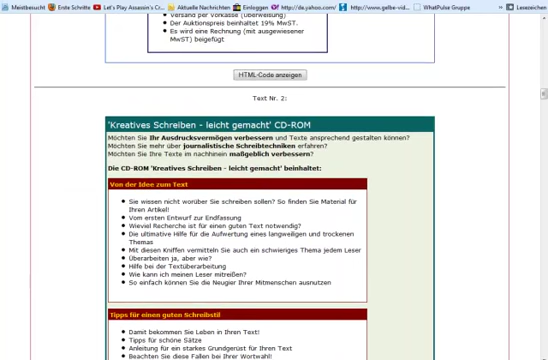 Meistbesucht Erste Schritte Let's Play Assassin's Cr... Aktuelle Nachrichten Einloggen http://de.yahoo.com/ http://www.gelbe-vid... WhatPulse Gruppe » Lesezeichen
Versand per Vorkasse (Überweisung)
Der Auktionspreis beinhaltet 19% MwST.
Es wird eine Rechnung (mit ausgewiesener
MwST) beigefügt
HTML-Code anzeigen
Text Nr. 2:
'Kreatives Schreiben - leicht gemacht' CD-ROM
Möchten Sie Ihr Ausdrucksvermögen verbessern und Texte ansprechend gestalten können?
Möchten Sie mehr über journalistische Schreibtechniken erfahren?
Möchten Sie Ihre Texte im nachhinein maßgeblich verbessern?
Die CD-ROM 'Kreatives Schreiben - leicht gemacht' beinhaltet:
Von der Idee zum Text
Sie wissen nicht worüber Sie schreiben sollen? So finden Sie Material für
Ihren Artikel!
Vom ersten Entwurf zur Endfassung
Wieviel Recherche ist für einen guten Text notwendig?
Die ultimative Hilfe für die Aufwertung eines langweiligen und trockenen
Themas
Mit diesen Kniffen vermitteln Sie auch ein schwieriges Thema jedem Leser
Überarbeiten ja, aber wie?
Hilfe bei der Textüberarbeitung
Wie kann ich meinen Leser mitreißen?
So einfach können Sie die Neugier Ihrer Mitmenschen ausnutzen
Tipps für einen guten Schreibstil
Damit bekommen Sie Leben in Ihren Text!
Tipps für schöne Sätze
Anleitung für ein starkes Grundgerüst für Ihren Text
Beachten Sie diese Fallen bei Ihrer Wortwahl!